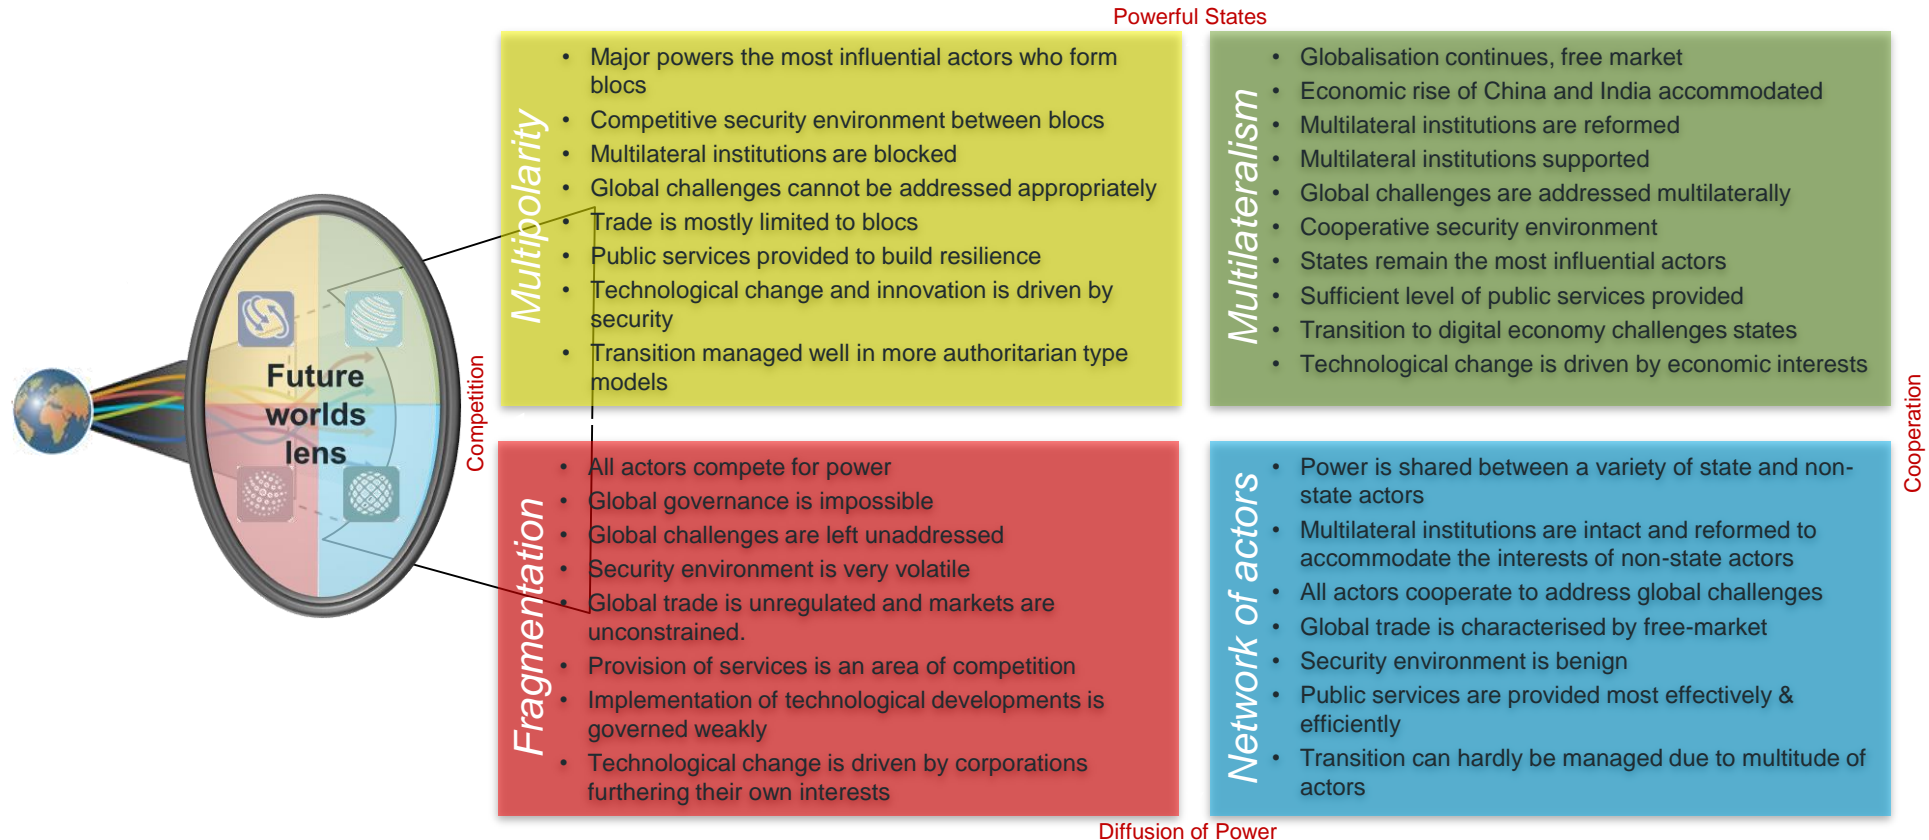 Powerful States
Multipolarity
• Major powers the most influential actors who form
blocs
• Competitive security environment between blocs
• Multilateral institutions are blocked
• Global challenges cannot be addressed appropriately
• Trade is mostly limited to blocs
• Public services provided to build resilience
• Technological change and innovation is driven by
security
• Transition managed well in more authoritarian type
models
Multilateralism
• Globalisation continues, free market
• Economic rise of China and India accommodated
• Multilateral institutions are reformed
• Multilateral institutions supported
• Global challenges are addressed multilaterally
• Cooperative security environment
• States remain the most influential actors
• Sufficient level of public services provided
• Transition to digital economy challenges states
• Technological change is driven by economic interests
Future
worlds
lens
Competition
Cooperation
Fragmentation
• All actors compete for power
• Global governance is impossible
• Global challenges are left unaddressed
• Security environment is very volatile
• Global trade is unregulated and markets are
unconstrained.
• Provision of services is an area of competition
• Implementation of technological developments is
governed weakly
• Technological change is driven by corporations
furthering their own interests
Network of actors
• Power is shared between a variety of state and non-
state actors
• Multilateral institutions are intact and reformed to
accommodate the interests of non-state actors
• All actors cooperate to address global challenges
• Global trade is characterised by free-market
• Security environment is benign
• Public services are provided most effectively &
efficiently
• Transition can hardly be managed due to multitude of
actors
Diffusion of Power